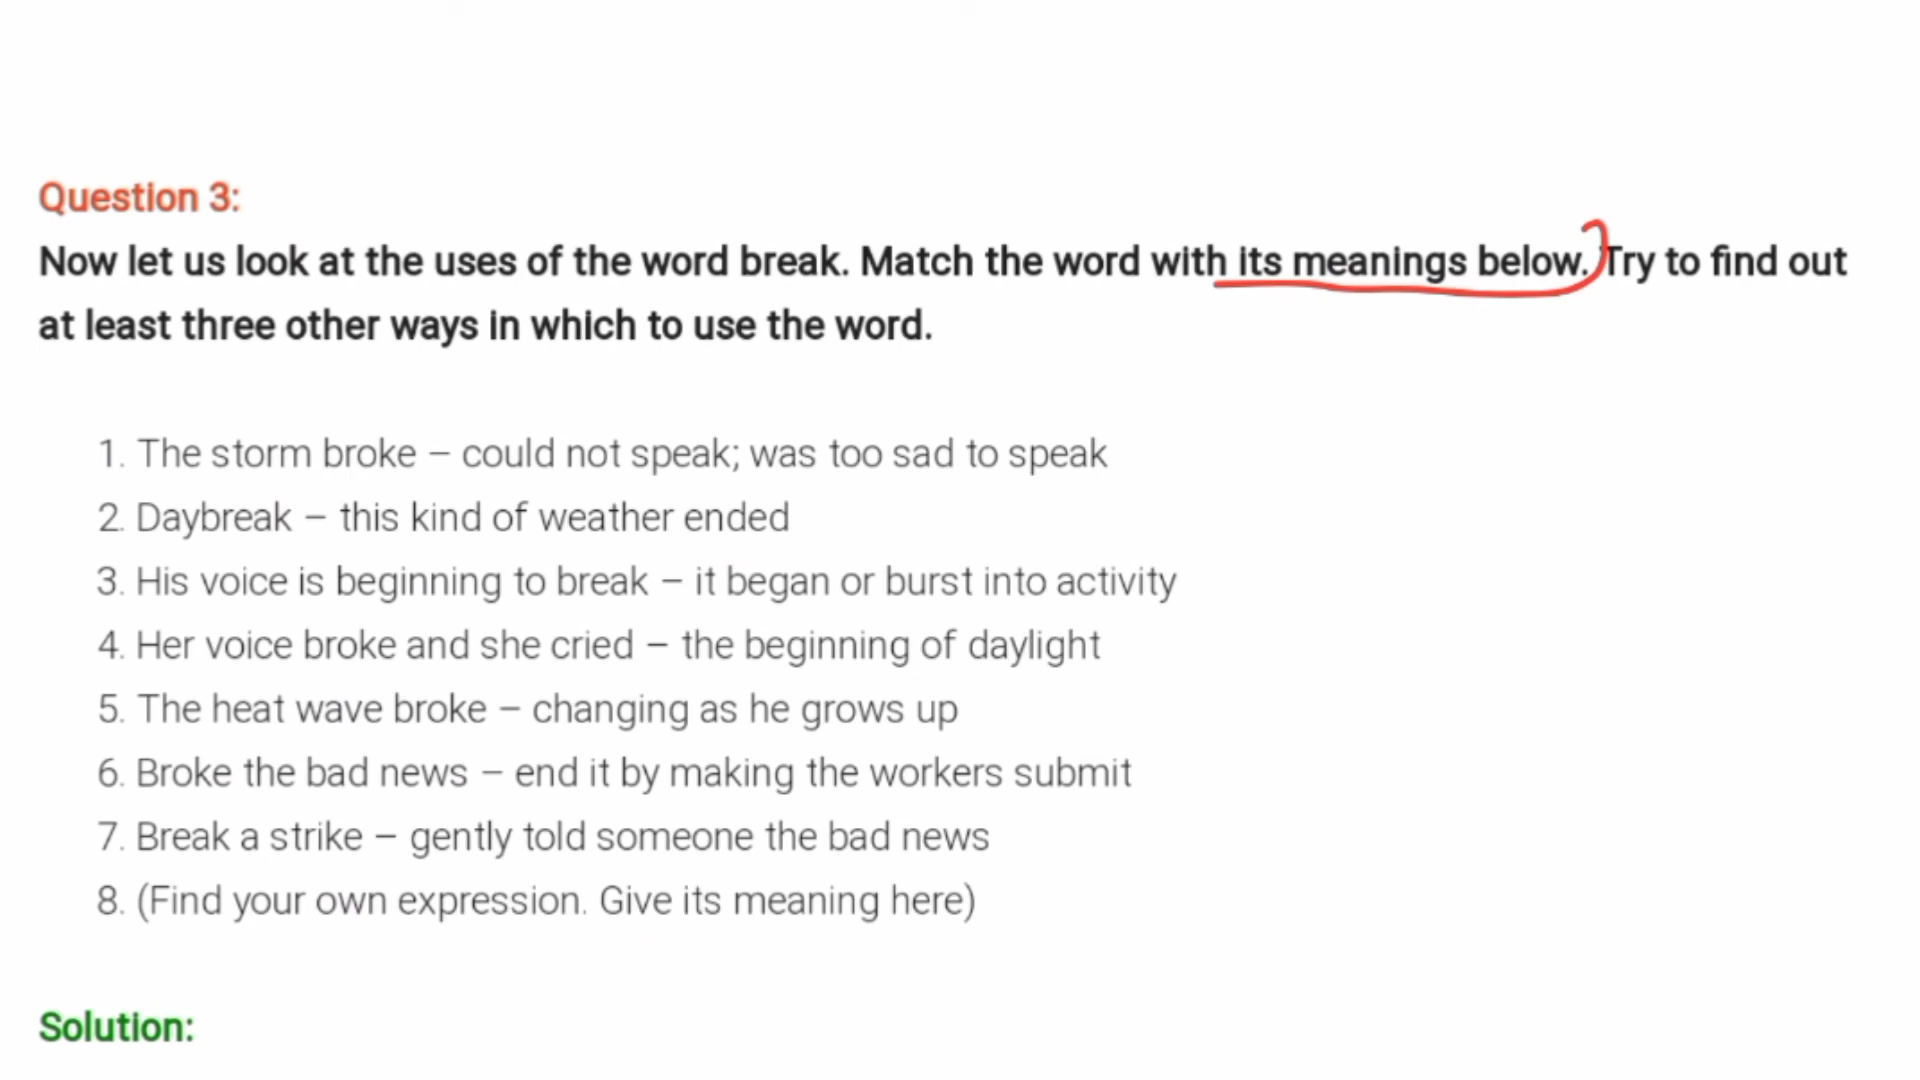 Question 3:
Now let us look at the uses of the word break. Match the word with its meanings below. Try to find out
at least three other ways in which to use the word.
1. The storm broke – could not speak; was too sad to speak
2. Daybreak – this kind of weather ended
3. His voice is beginning to break – it began or burst into activity
4. Her voice broke and she cried – the beginning of daylight
5. The heat wave broke – changing as he grows up
6. Broke the bad news – end it by making the workers submit
7. Break a strike – gently told someone the bad news
8. (Find your own expression. Give its meaning here)
Solution: